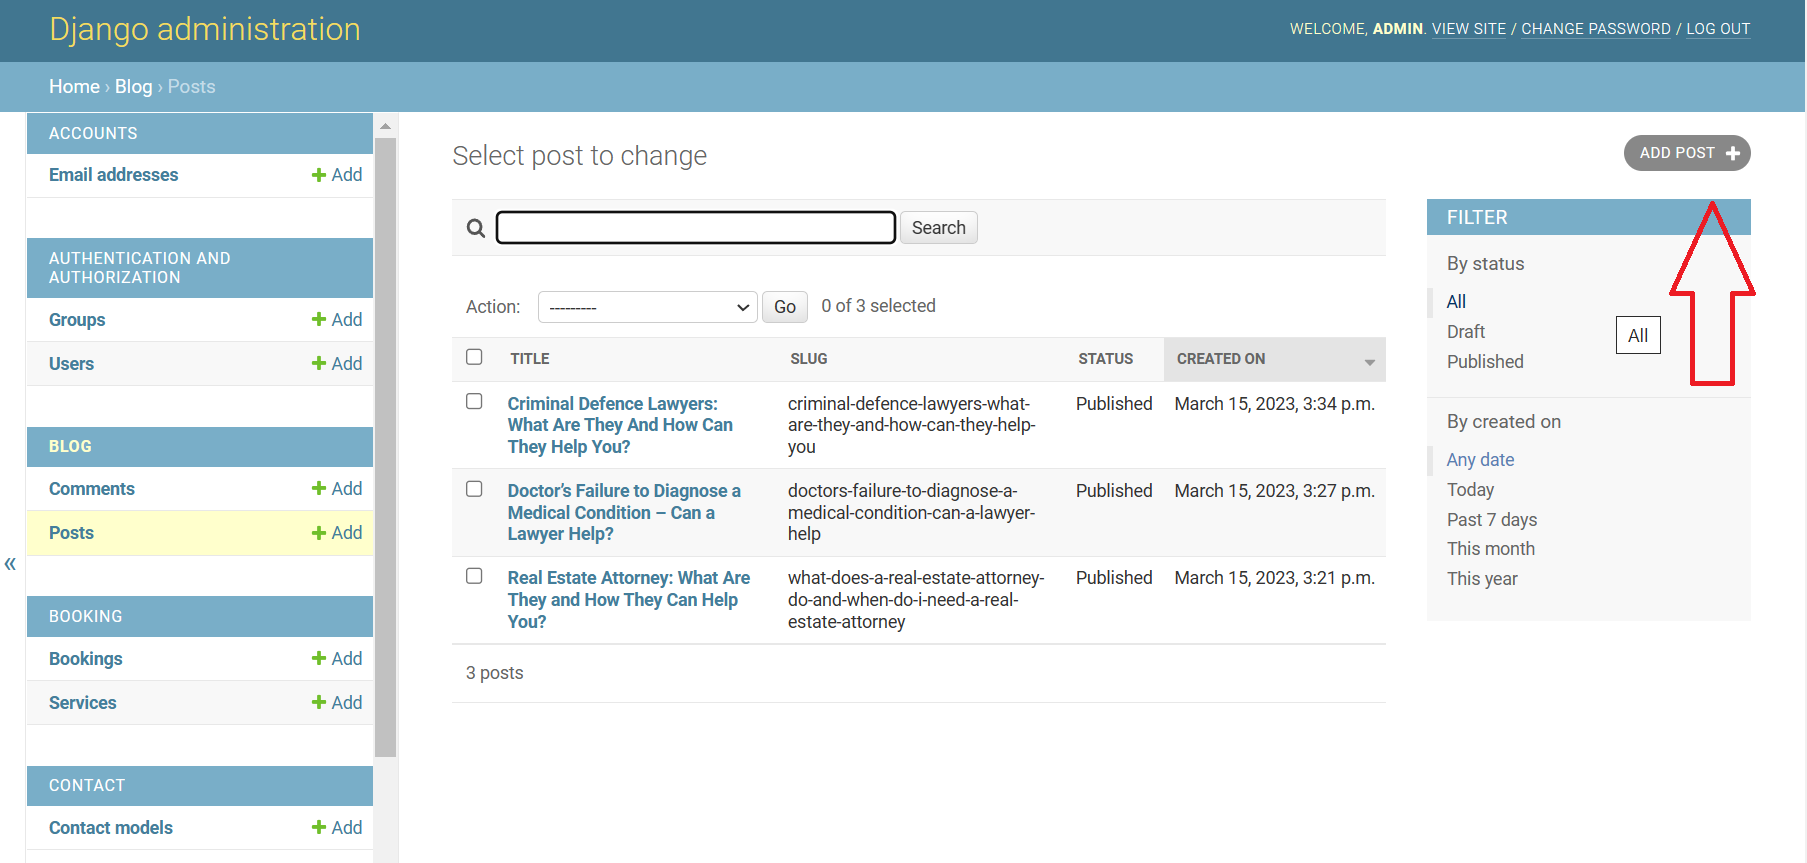 Django administration
WELCOME, ADMIN. VIEW SITE / CHANGE PASSWORD / LOG OUT
Home › Blog › Posts
ACCOUNTS
Email addresses
Add
AUTHENTICATION AND
AUTHORIZATION
Groups
Add
Users
Add
BLOG
Comments
Add
Posts
Add
«
BOOKING
Bookings
Add
Services
Add
CONTACT
Contact models
Add
Select post to change
ADD POST
Search
Action: --------- Go 0 of 3 selected
TITLE SLUG STATUS CREATED ON
Criminal Defence Lawyers:
What Are They And How Can
They Help You?
criminal-defence-lawyers-what-
are-they-and-how-can-they-help-
you
Published
March 15, 2023, 3:34 p.m.
Doctor’s Failure to Diagnose a
Medical Condition – Can a
Lawyer Help?
doctors-failure-to-diagnose-a-
medical-condition-can-a-lawyer-
help
Published
March 15, 2023, 3:27 p.m.
Real Estate Attorney: What Are
They and How They Can Help
You?
what-does-a-real-estate-attorney-
do-and-when-do-i-need-a-real-
estate-attorney
Published
March 15, 2023, 3:21 p.m.
3 posts
FILTER
By status
All
Draft
Published
All
By created on
Any date
Today
Past 7 days
This month
This year